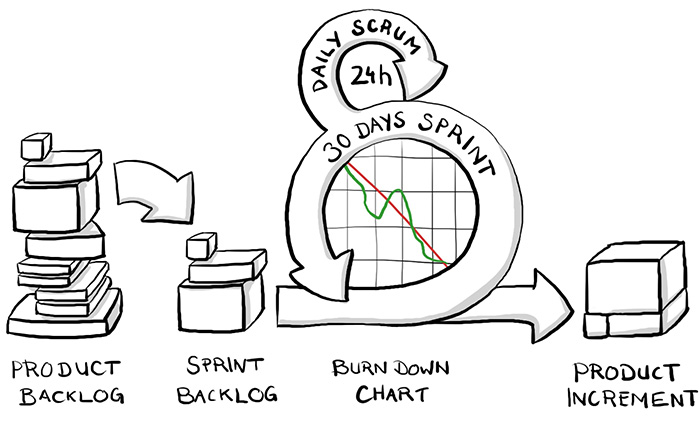 DAILY SCRUM
24h
30 DAYS SPRINT
PRODUCT
BACKLOG
SPRINT
BACKLOG
BURN DOWN
CHART
PRODUCT
INCREMENT